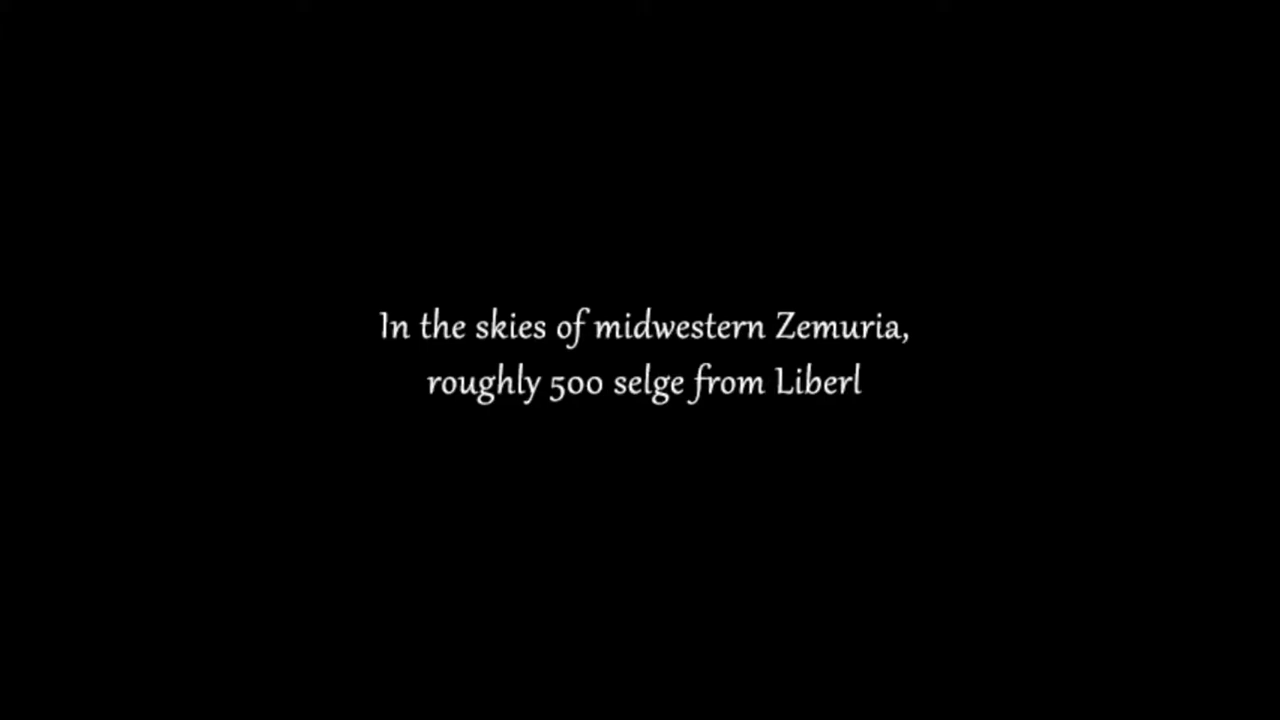 In the skies of midwestern Zemuria,
roughly 500 selge from Liberl